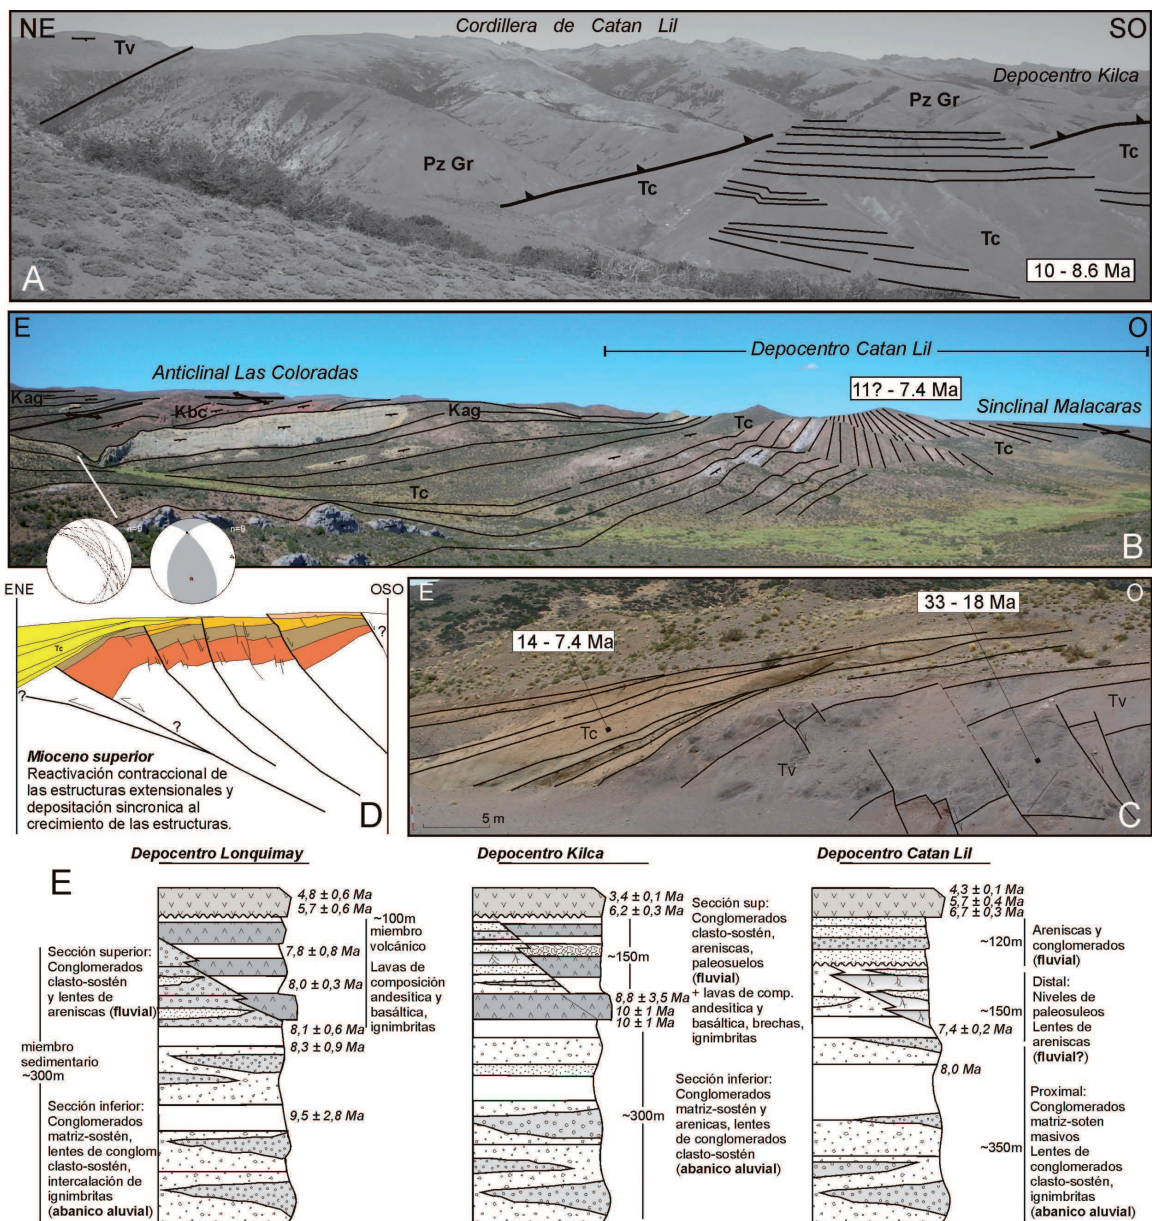 NE
Cordillera de Catan Lil
SO
Tv
Depocentro Kilca
Pz Gr
Pz Gr
Tc
Tc
Tc
A
10 - 8.6 Ma
E
O
Depocentro Catan Lil
Anticlinal Las Coloradas
11? - 7.4 Ma
Kag
Kbc
Kag
Sinclinal Malacaras
Tc
Tc
Tc
B
n=9
n=9
ENE
OSO
Tc
?
?
?
Mioceno superior
Reactivación contraccional de
las estructuras extensionales y
depositación sincronica al
crecimiento de las estructuras.
D
E
O
33 - 18 Ma
14 - 7.4 Ma
Tc
Tv
Tv
5 m
C
E
Depocentro Lonquimay
4,8 ± 0,6 Ma
5,7 ± 0,6 Ma
~100m
miembro
volcánico
7,8 ± 0,8 Ma
Lavas de
composición
andesítica y
basáltica,
ignimbritas
8,0 ± 0,3 Ma
8,1 ± 0,6 Ma
8,3 ± 0,9 Ma
9,5 ± 2,8 Ma
Sección superior:
Conglomerados
clasto-sostén
y lentes de
areniscas (fluvial)
miembro
sedimentario
~300m
Sección inferior:
Conglomerados
matriz-sostén,
lentes de conglom.
clasto-sostén,
intercalación de
ignimbritas
(abanico aluvial)
Depocentro Kilca
3,4 ± 0,1 Ma
6,2 ± 0,3 Ma
~150m
8,8 ± 3,5 Ma
10 ± 1 Ma
10 ± 1 Ma
~300m
Sección sup:
Conglomerados
clasto-sostén,
areniscas,
paleosuelos
(fluvial)
+ lavas de comp.
andesítica y
basáltica, brechas,
ignimbritas
Sección inferior:
Conglomerados
matriz-sostén y
arenicas, lentes
de conglomerados
clasto-sostén
(abanico aluvial)
Depocentro Catan Lil
4,3 ± 0,1 Ma
5,7 ± 0,4 Ma
6,7 ± 0,3 Ma
~120m
Areniscas y
conglomerados
(fluvial)
~150m
Distal:
Niveles de
paleosuleos
Lentes de
areniscas
(fluvial?)
7,4 ± 0,2 Ma
8,0 Ma
~350m
Proximal:
Conglomerados
matriz-soten
masivos
Lentes de
conglomerados
clasto-sostén,
ignimbritas
(abanico aluvial)